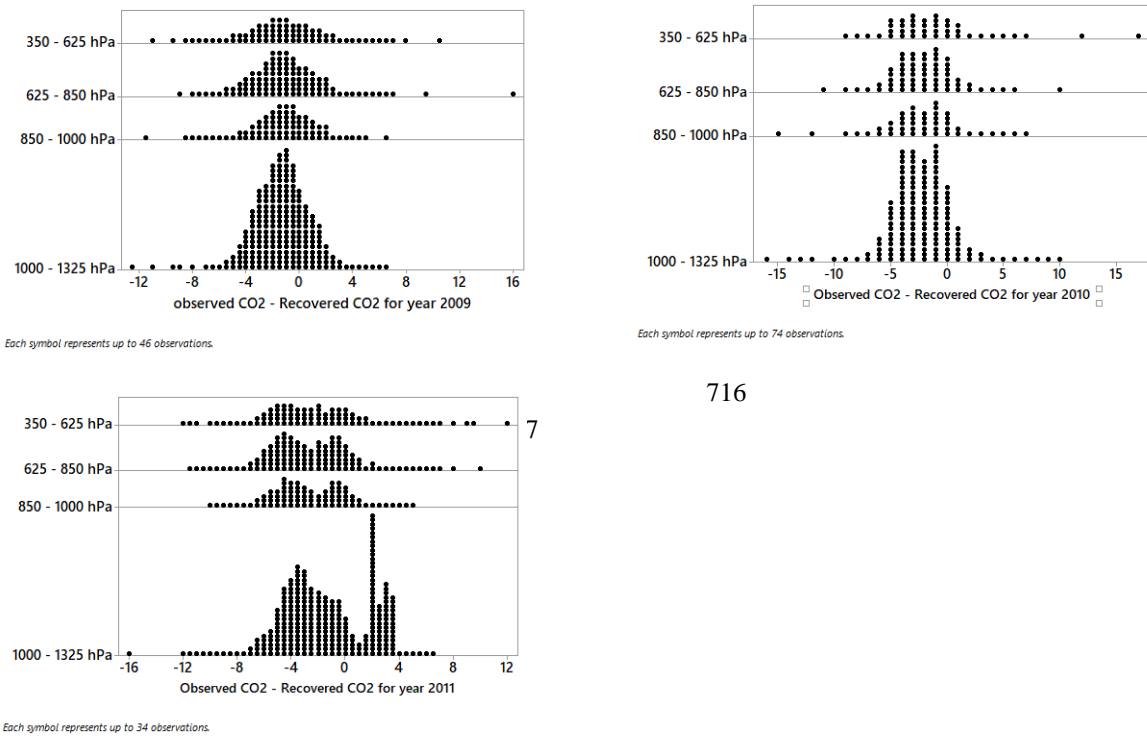 350 - 625 hPa
625 - 850 hPa
850 - 1000 hPa
1000 - 1325 hPa
-12 -8 -4 0 4 8 12 16
observed CO2 - Recovered CO2 for year 2009
Each symbol represents up to 46 observations.
350 - 625 hPa
625 - 850 hPa
850 - 1000 hPa
1000 - 1325 hPa
-15 -10 -5 0 5 10 15
Observed CO2 - Recovered CO2 for year 2010
Each symbol represents up to 74 observations.
716
350 - 625 hPa
7
625 - 850 hPa
850 - 1000 hPa
1000 - 1325 hPa
-16 -12 -8 -4 0 4 8 12
Observed CO2 - Recovered CO2 for year 2011
Each symbol represents up to 34 observations.